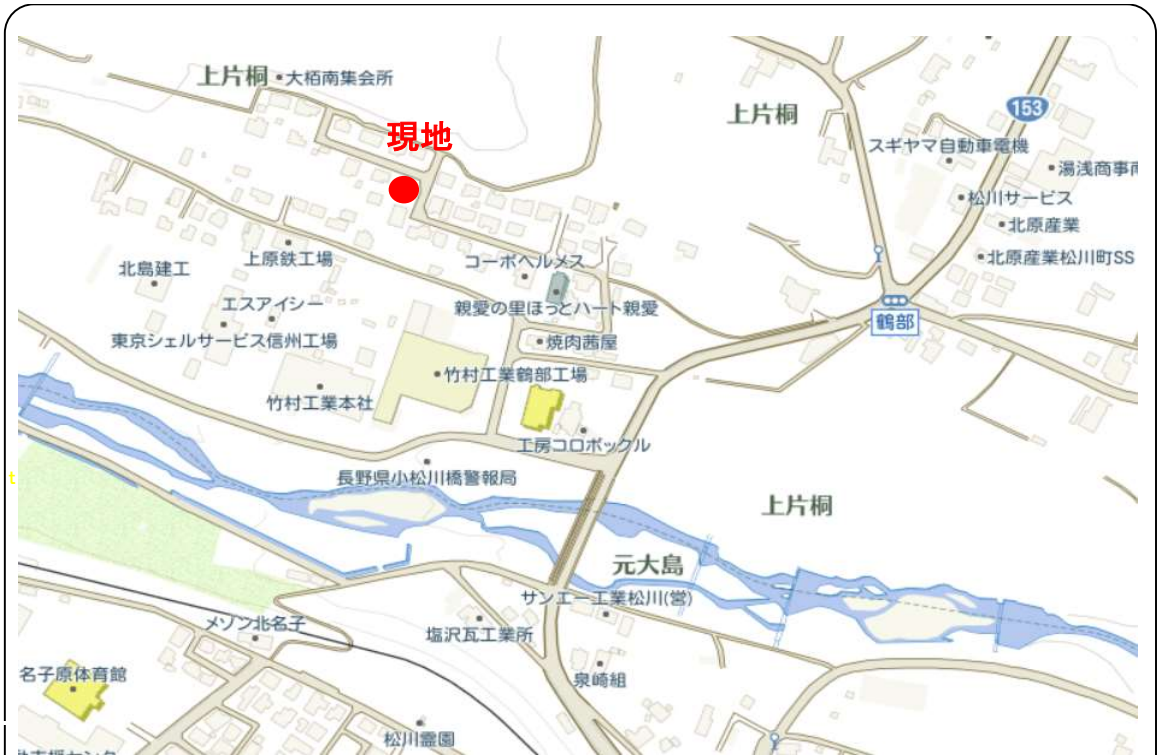 上片桐
大栢南集会所
現地
上片桐
153
スギヤマ自動車電機
湯浅商事
松川サービス
北原産業
北原産業松川町SS
上原鉄工場
北島建工
コーポヘルメス
エスアイシー
親愛の里ほっとハート親愛
鶴部
東京シェルサービス信州工場
焼肉茜屋
竹村工業鶴部工場
竹村工業本社
工房コロボックル
t
長野県小松川橋警報局
上片桐
元大島
サンエー工業松川(営)
メゾン北名子
塩沢瓦工業所
名子原体育館
泉崎組
松川霊園